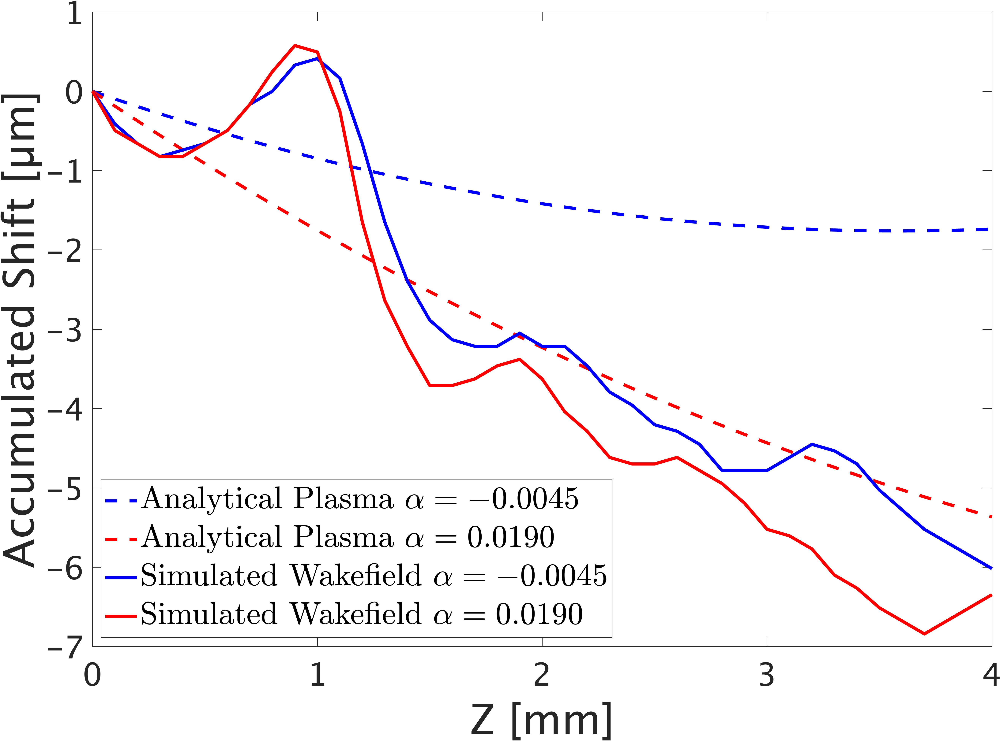 Accumulated Shift [µm]
1
0
−1
−2
−3
−4
−5
−6
−7
Analytical Plasma α = −0.0045
Analytical Plasma α = 0.0190
Simulated Wakefield α = −0.0045
Simulated Wakefield α = 0.0190
0 1 2 3 4
Z [mm]